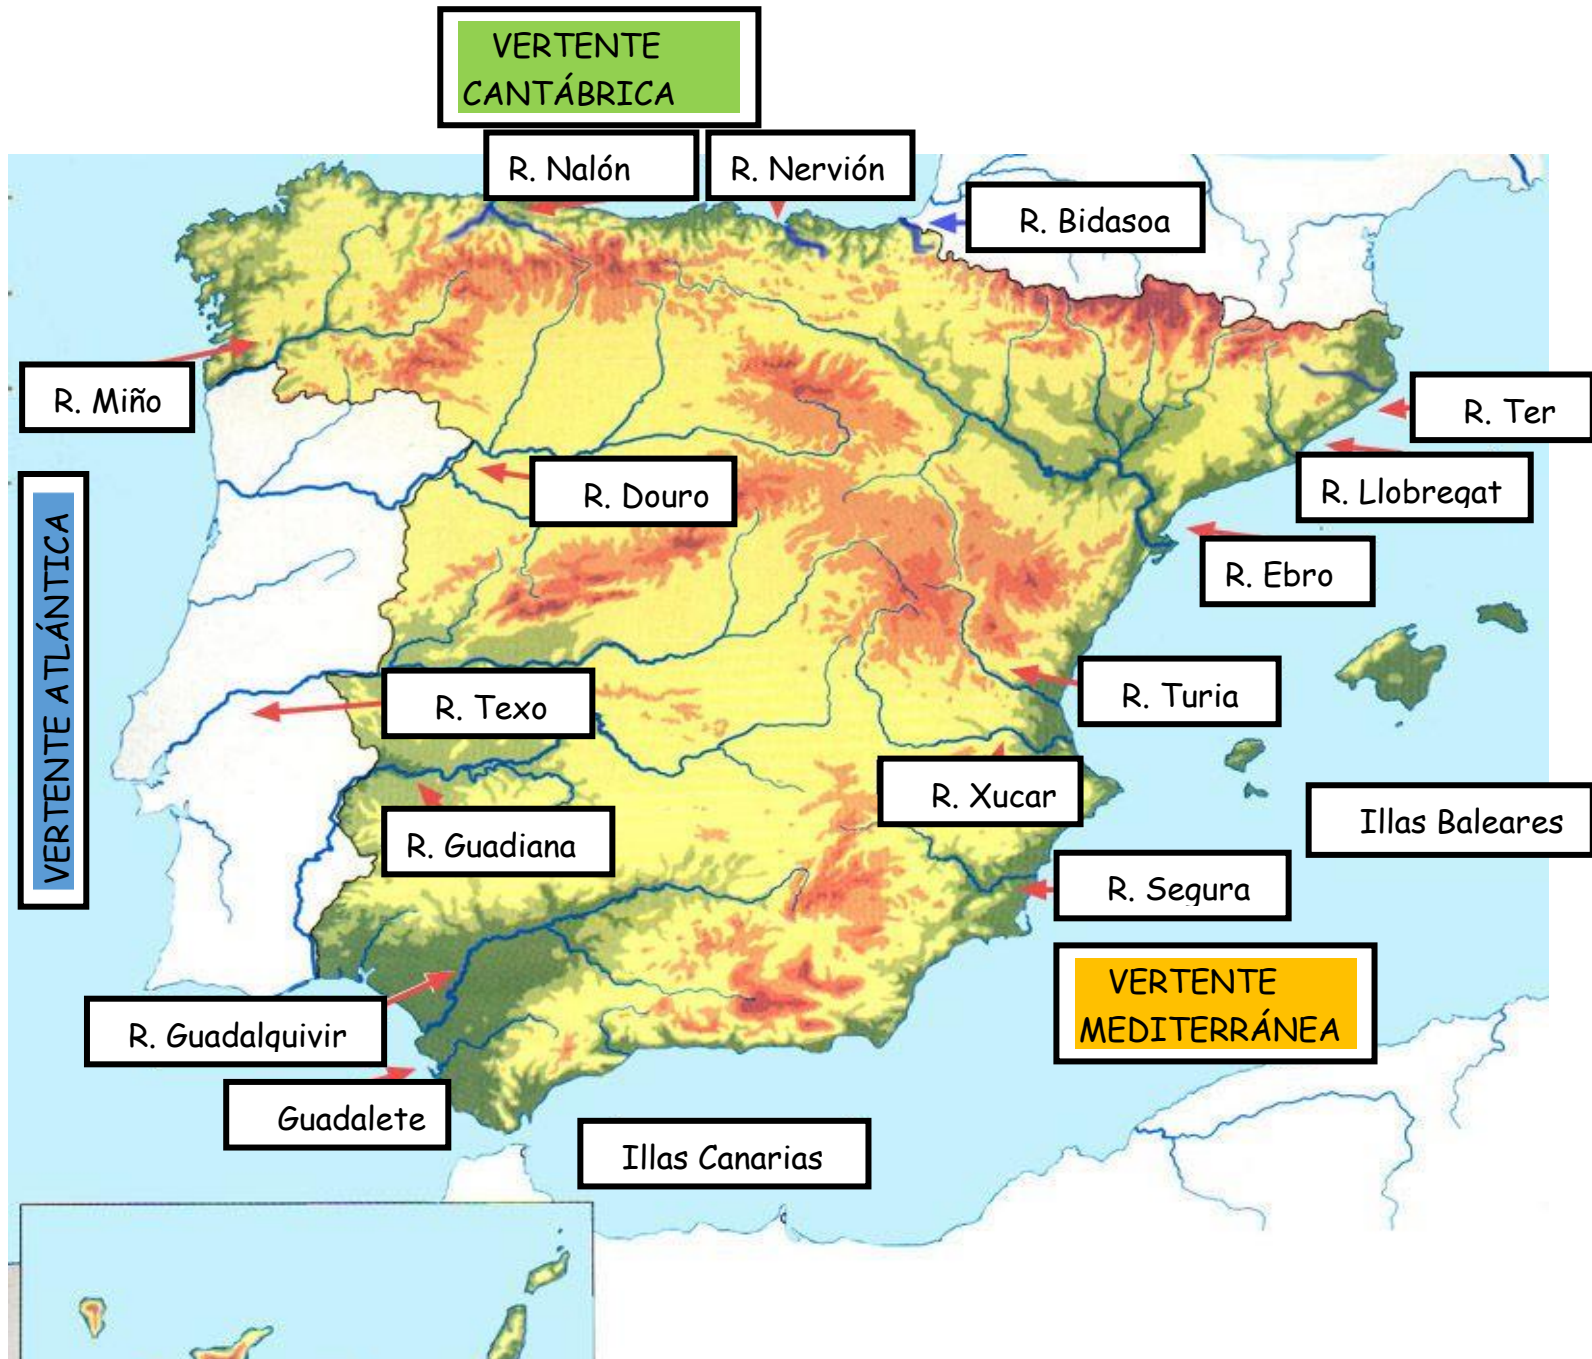 VERTENTE
CANTÁBRICA
R. Nalón
R. Nervión
R. Bidasoa
R. Miño
R. Ter
R. Douro
R. Llobregat
R. Ebro
VERTENTE ATLÁNTICA
R. Texo
R. Turia
R. Xucar
Illas Baleares
R. Guadiana
R. Segura
VERTENTE
MEDITERRÁNEA
R. Guadalquivir
Guadalete
Illas Canarias